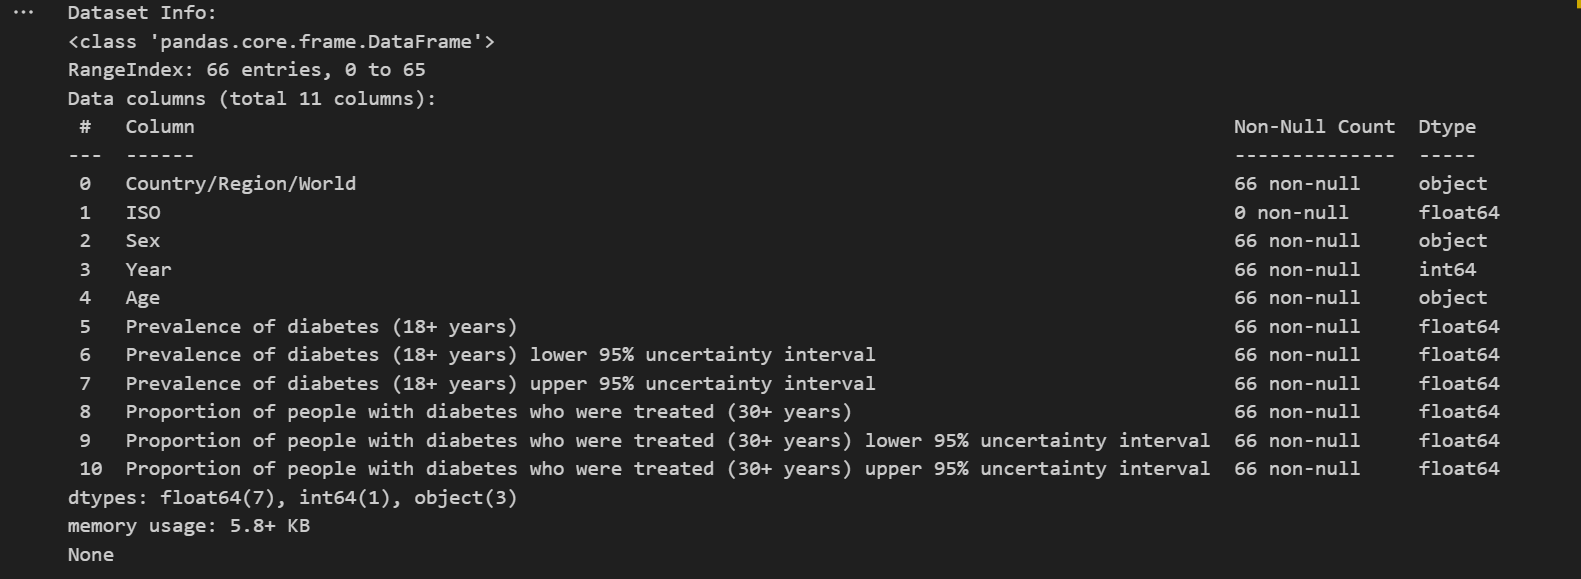 ... Dataset Info:
<class 'pandas.core.frame.DataFrame'>
RangeIndex: 66 entries, 0 to 65
Data columns (total 11 columns):
 #   Column                                                                                          Non-Null Count  Dtype
---  ------                                                                                          --------------  -----
 0   Country/Region/World                                                                            66 non-null     object
 1   ISO                                                                                             0 non-null      float64
 2   Sex                                                                                             66 non-null     object
 3   Year                                                                                            66 non-null     int64
 4   Age                                                                                             66 non-null     object
 5   Prevalence of diabetes (18+ years)                                                              66 non-null     float64
 6   Prevalence of diabetes (18+ years) lower 95% uncertainty interval                               66 non-null     float64
 7   Prevalence of diabetes (18+ years) upper 95% uncertainty interval                               66 non-null     float64
 8   Proportion of people with diabetes who were treated (30+ years)                                 66 non-null     float64
 9   Proportion of people with diabetes who were treated (30+ years) lower 95% uncertainty interval  66 non-null     float64
 10  Proportion of people with diabetes who were treated (30+ years) upper 95% uncertainty interval  66 non-null     float64
dtypes: float64(7), int64(1), object(3)
memory usage: 5.8+ KB
None